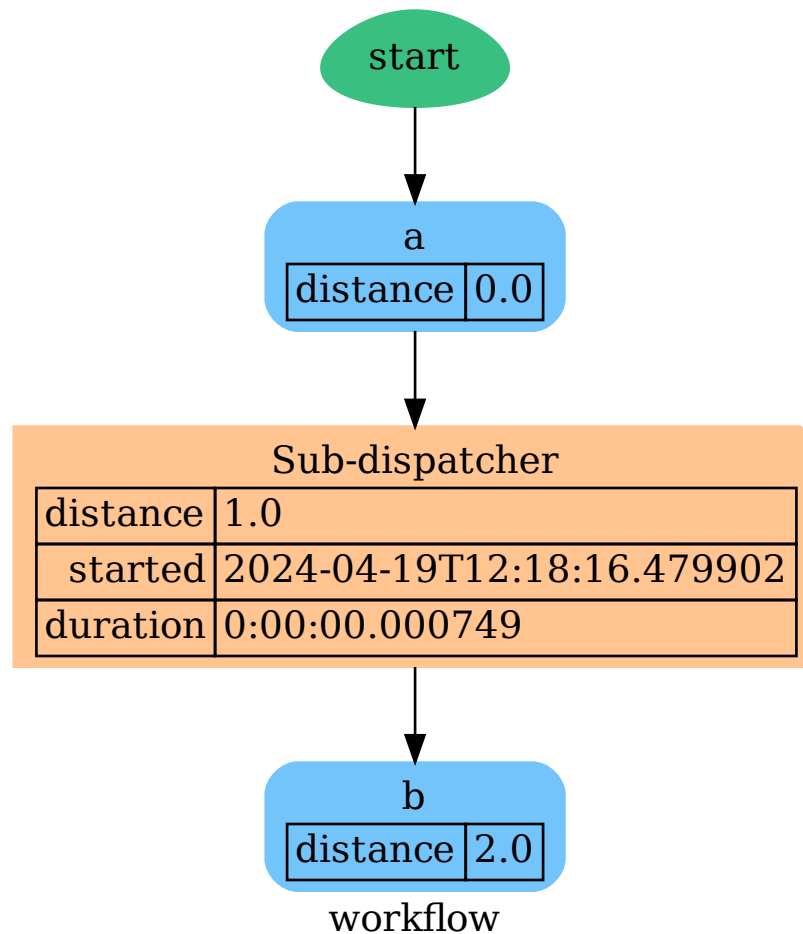 start
a
distance 0.0
Sub-dispatcher
distance 1.0
started 2024-04-19T12:18:16.479902
duration 0:00:00.000749
b
distance 2.0
workflow